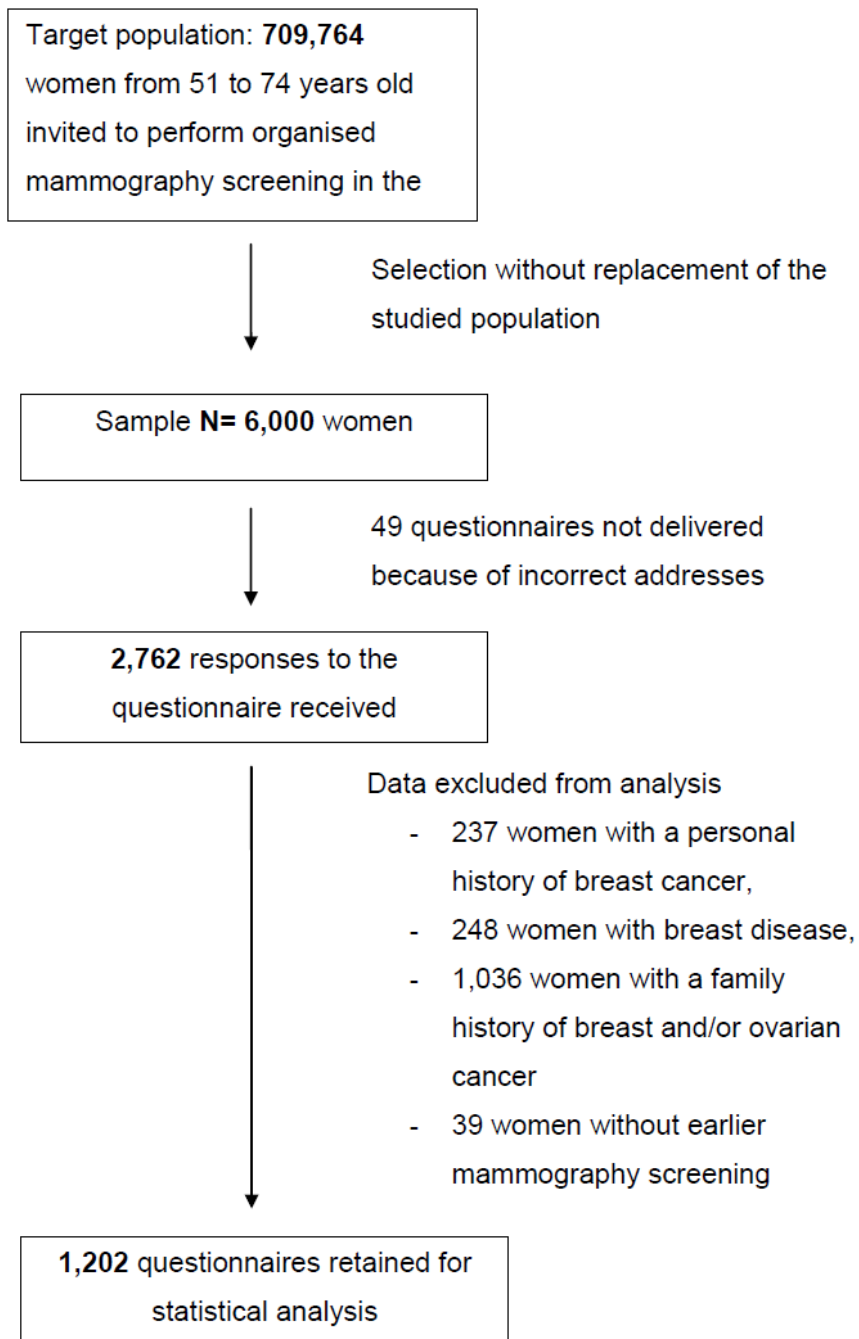 Target population: 709,764
women from 51 to 74 years old
invited to perform organised
mammography screening in the
Selection without replacement of the
studied population
Sample N= 6,000 women
49 questionnaires not delivered
because of incorrect addresses
2,762 responses to the
questionnaire received
Data excluded from analysis
- 237 women with a personal
history of breast cancer,
- 248 women with breast disease,
- 1,036 women with a family
history of breast and/or ovarian
cancer
- 39 women without earlier
mammography screening
1,202 questionnaires retained for
statistical analysis